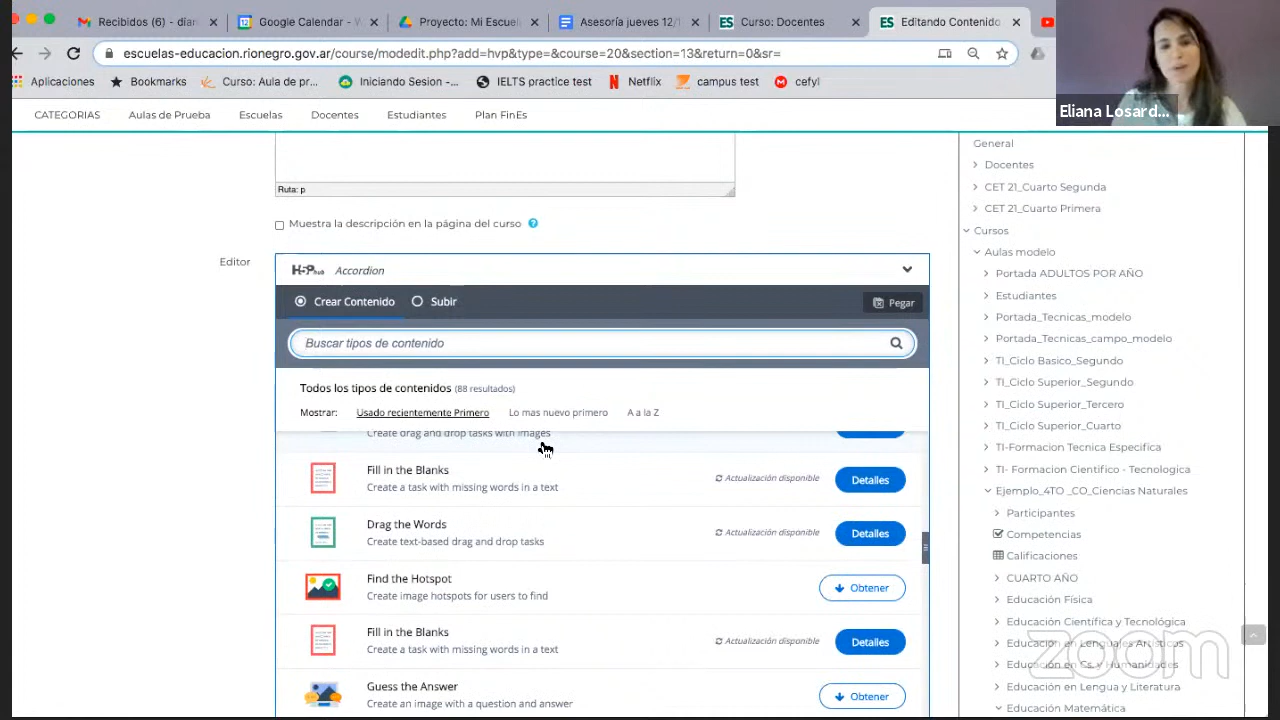 Recibidos (6) - diar
Google Calendar - W
Proyecto: Mi Escuel
Asesoría jueves 12/1
Curso: Docentes
Editando Contenido
escuelas-educacion.rionegro.gov.ar/course/modedit.php?add=hvp&type=&course=20&section=13&return=0&sr=
Aplicaciones
Bookmarks
Curso: Aula de pr...
Iniciando Sesion -...
IELTS practice test
Netflix
campus test
cefyl
Eliana Losard...
CATEGORIAS
Aulas de Prueba
Escuelas
Docentes
Estudiantes
Plan FinEs
Ruta: p
Muestra la descripción en la página del curso
Editor
H5P hub Accordion
Crear Contenido
Subir
Pegar
Buscar tipos de contenido
Todos los tipos de contenidos (88 resultados)
Mostrar: Usado recientemente Primero Lo mas nuevo primero A a la Z
Create drag and drop tasks with images
Fill in the Blanks
Create a task with missing words in a text
Actualización disponible
Detalles
Drag the Words
Create text-based drag and drop tasks
Actualización disponible
Detalles
Find the Hotspot
Create image hotspots for users to find
Obtener
Fill in the Blanks
Create a task with missing words in a text
Actualización disponible
Detalles
Guess the Answer
Create an image with a question and answer
Obtener
General
Docentes
CET 21_Cuarto Segunda
CET 21_Cuarto Primera
Cursos
Aulas modelo
Portada ADULTOS POR AÑO
Estudiantes
Portada_Tecnicas_modelo
Portada_Tecnicas_campo_modelo
TI_Ciclo Basico_Segundo
TI_Ciclo Superior_Segundo
TI_Ciclo Superior_Tercero
TI_Ciclo Superior_Cuarto
TI-Formacion Tecnica Especifica
TI- Formacion Cientifico - Tecnologica
Ejemplo_4TO _CO_Ciencias Naturales
Participantes
Competencias
Calificaciones
CUARTO AÑO
Educación Física
Educación Científica y Tecnológica
Educación en Lenguajes Artísticos
Educación en Cs. y Humanidades
Educación en Lengua y Literatura
Educación Matemática
zoom